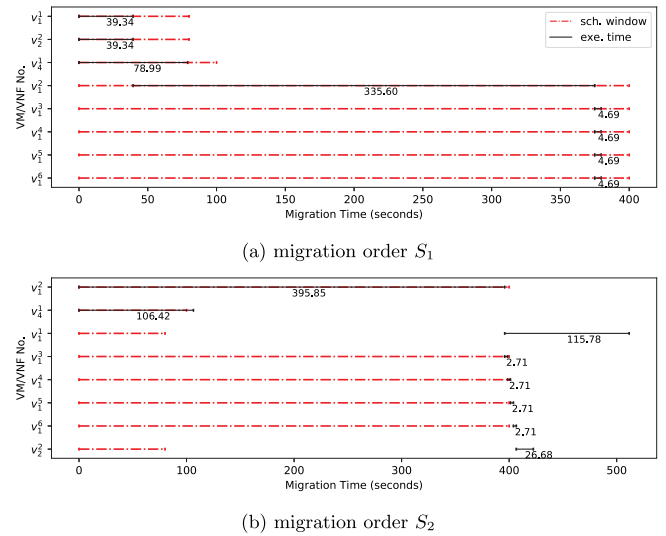 sch. window
exe. time
VM/VNF No.
v_1^1
39.34
v_2^2
39.34
v_4^1
78.99
v_1^2
335.60
v_1^3
4.69
v_1^4
4.69
v_1^5
4.69
v_1^6
4.69
0 50 100 150 200 250 300 350 400
Migration Time (seconds)
(a) migration order S_1
VM/VNF No.
v_1^2
395.85
v_4^1
106.42
v_1^1
115.78
v_1^3
2.71
v_1^4
2.71
v_1^5
2.71
v_1^6
2.71
v_2^2
26.68
0 100 200 300 400 500
Migration Time (seconds)
(b) migration order S_2